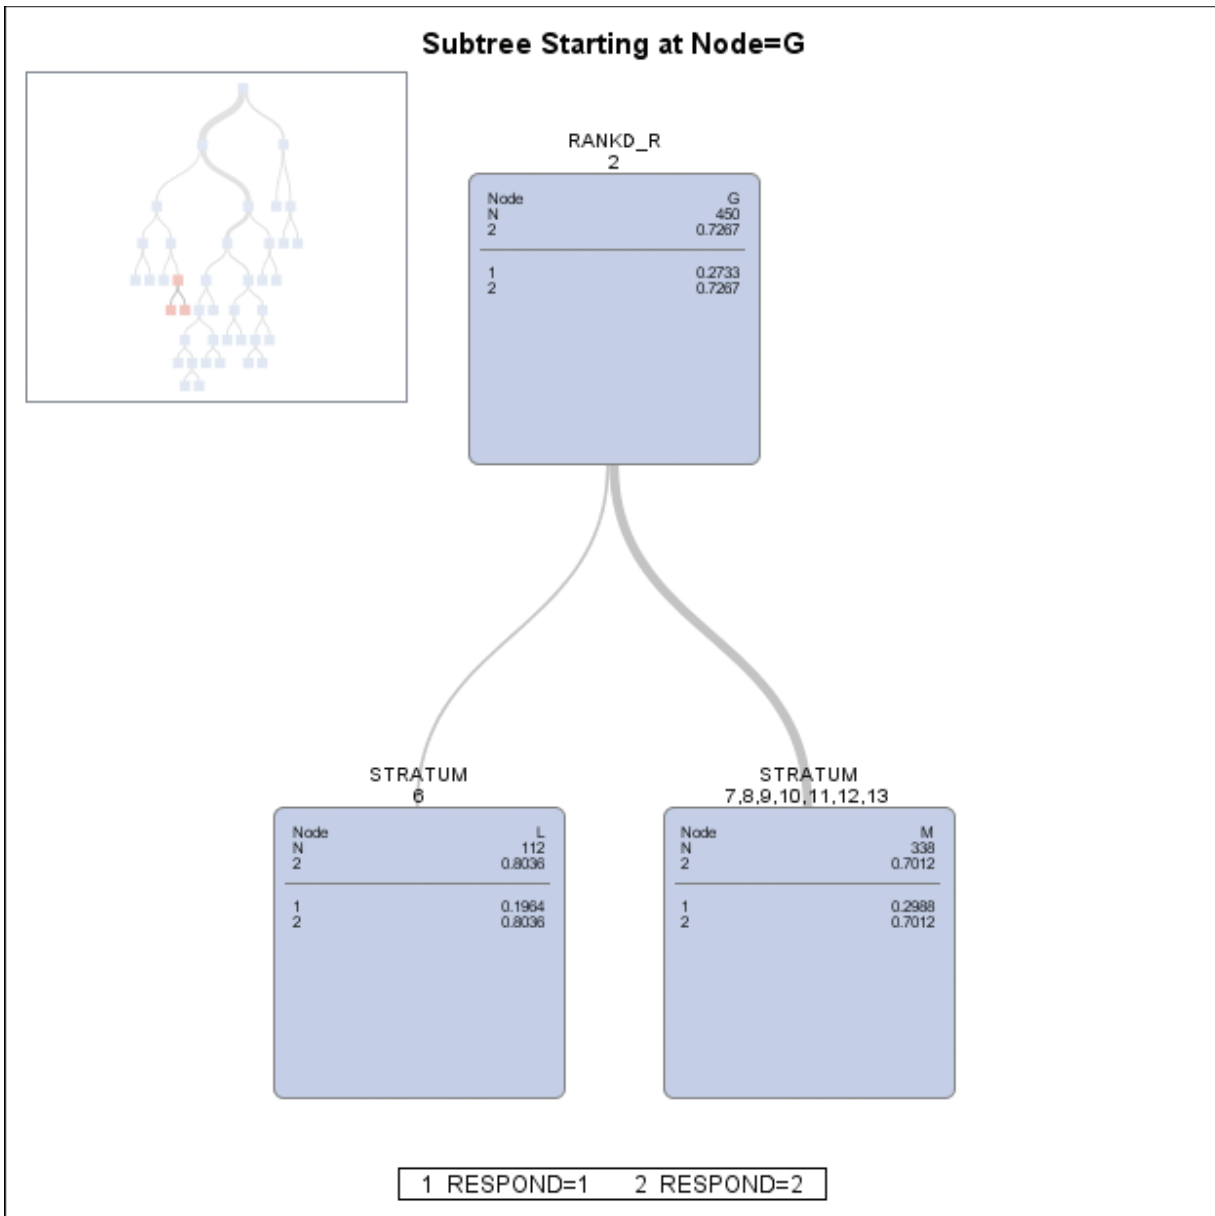 Subtree Starting at Node=G
RANKD_R
2
Node G
N 450
2 0.7267
1 0.2733
2 0.7267
STRATUM
6
Node L
N 112
2 0.8036
1 0.1964
2 0.8036
STRATUM
7,8,9,10,11,12,13
Node M
N 338
2 0.7012
1 0.2988
2 0.7012
1 RESPOND=1 2 RESPOND=2